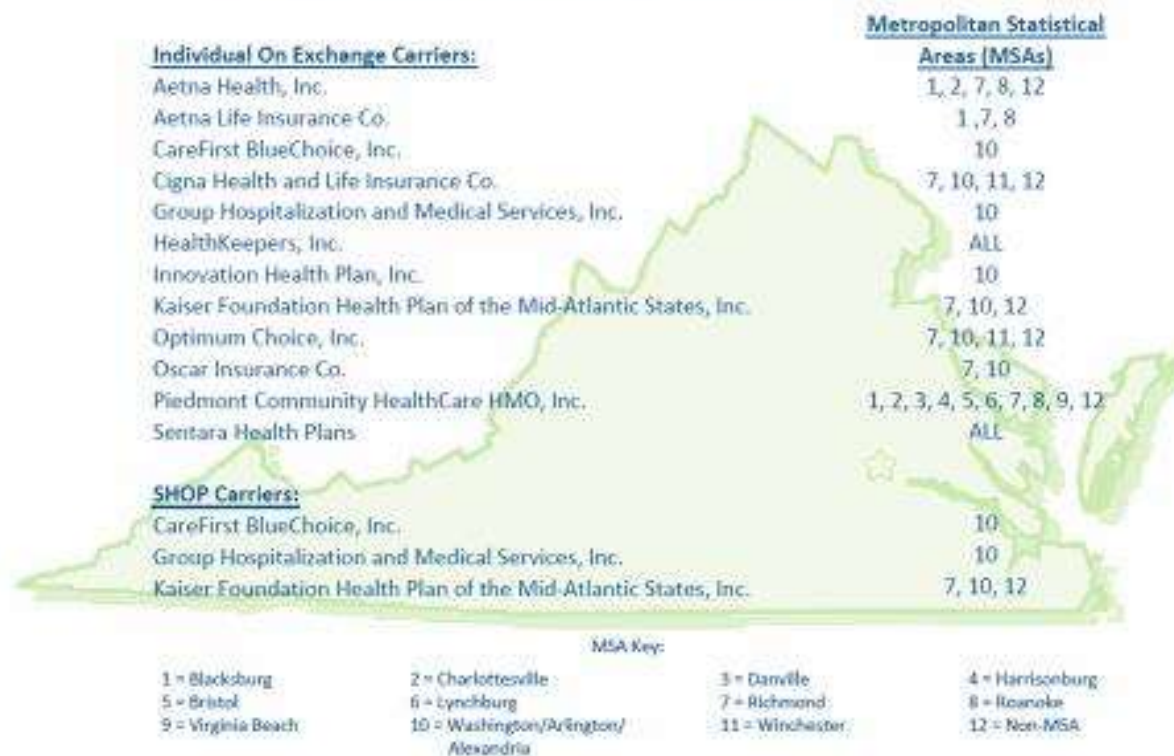 Metropolitan Statistical
Individual On Exchange Carriers: Areas (MSAs)
Aetna Health, Inc. 1, 2, 7, 8, 12
Aetna Life Insurance Co. 1 ,7, 8
CareFirst BlueChoice, Inc. 10
Cigna Health and Life Insurance Co. 7, 10, 11, 12
Group Hospitalization and Medical Services, Inc. 10
HealthKeepers, Inc. ALL
Innovation Health Plan, Inc. 10
Kaiser Foundation Health Plan of the Mid-Atlantic States, Inc. 7, 10, 12
Optimum Choice, Inc. 7, 10, 11, 12
Oscar Insurance Co. 7, 10
Piedmont Community HealthCare HMO, Inc. 1, 2, 3, 4, 5, 6, 7, 8, 9, 12
Sentara Health Plans ALL
SHOP Carriers:
CareFirst BlueChoice, Inc. 10
Group Hospitalization and Medical Services, Inc. 10
Kaiser Foundation Health Plan of the Mid-Atlantic States, Inc. 7, 10, 12
MSA Key:
1 = Blacksburg 2 = Charlottesville 3 = Danville 4 = Harrisonburg
5 = Bristol 6 = Lynchburg 7 = Richmond 8 = Roanoke
9 = Virginia Beach 10 = Washington/Arlington/ 11 = Winchester 12 = Non-MSA
Alexandria